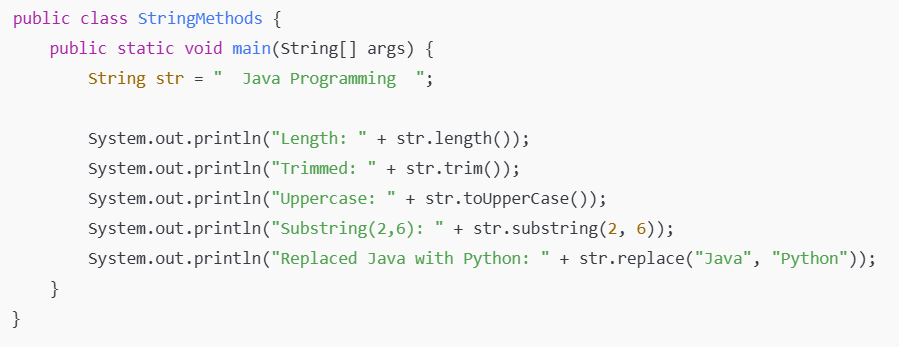 public class StringMethods {
    public static void main(String[] args) {
        String str = "  Java Programming  ";

        System.out.println("Length: " + str.length());
        System.out.println("Trimmed: " + str.trim());
        System.out.println("Uppercase: " + str.toUpperCase());
        System.out.println("Substring(2,6): " + str.substring(2, 6));
        System.out.println("Replaced Java with Python: " + str.replace("Java", "Python"));
    }
}